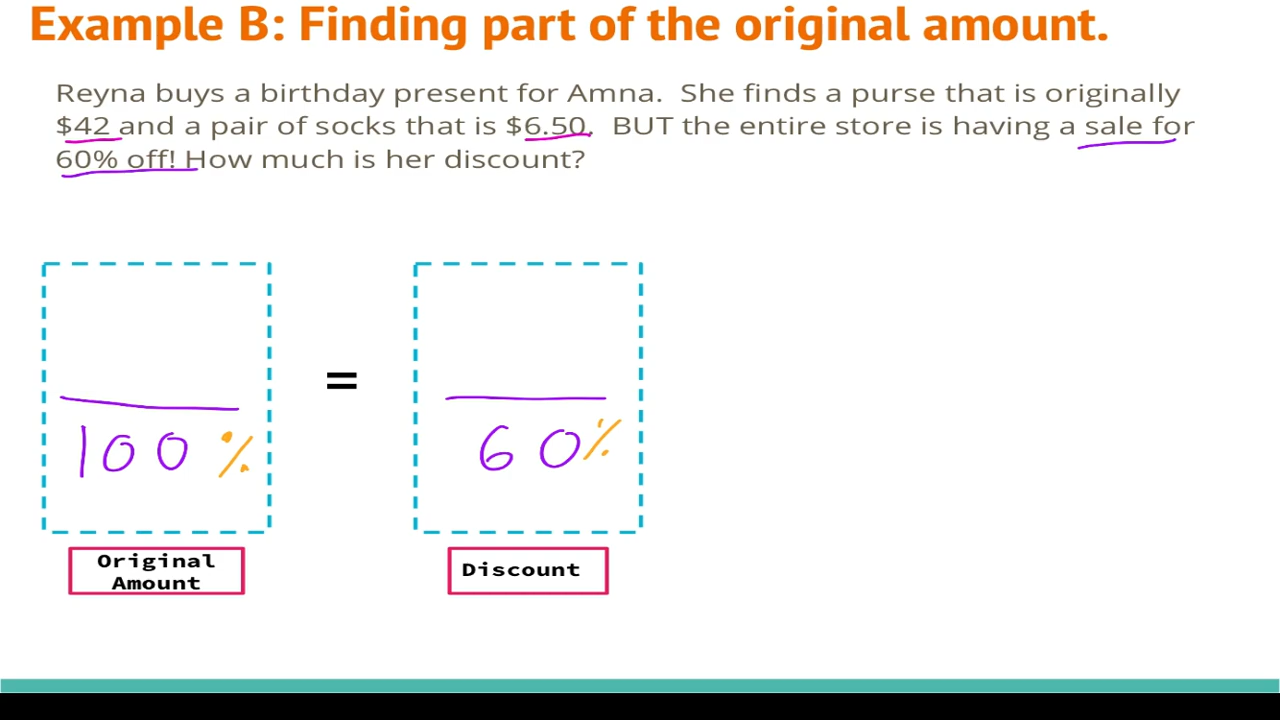 Example B: Finding part of the original amount.
Reyna buys a birthday present for Amna. She finds a purse that is originally
$42 and a pair of socks that is $6.50. BUT the entire store is having a sale for
60% off! How much is her discount?
=
100% 60%
Original
Amount
Discount